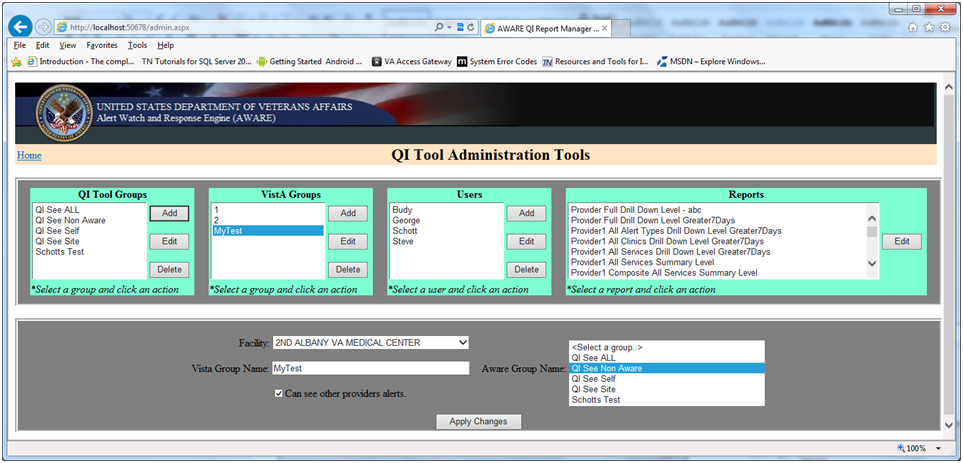 http://localhost:50678/admin.aspx
AWARE QI Report Manager ...
File Edit View Favorites Tools Help
Introduction - The compl... TN Tutorials for SQL Server 20... Getting Started Android ... VA Access Gateway m System Error Codes TN Resources and Tools for I... MSDN – Explore Windows...
UNITED STATES DEPARTMENT OF VETERANS AFFAIRS
Alert Watch and Response Engine (AWARE)
Home
QI Tool Administration Tools
QI Tool Groups
QI See ALL
QI See Non Aware
QI See Self
QI See Site
Schotts Test
Add
Edit
Delete
*Select a group and click an action
VistA Groups
1
2
MyTest
Add
Edit
Delete
*Select a group and click an action
Users
Budy
George
Schott
Steve
Add
Edit
Delete
*Select a user and click an action
Reports
Provider Full Drill Down Level - abc
Provider Full Drill Down Level Greater7Days
Provider1 All Alert Types Drill Down Level Greater7Days
Provider1 All Clinics Drill Down Level Greater7Days
Provider1 All Services Drill Down Level Greater7Days
Provider1 All Services Summary Level
Provider1 Composite All Services Summary Level
Edit
*Select a report and click an action
Facility: 2ND ALBANY VA MEDICAL CENTER
Vista Group Name: MyTest
Can see other providers alerts.
Aware Group Name:
<Select a group..>
QI See ALL
QI See Non Aware
QI See Self
QI See Site
Schotts Test
Apply Changes
100%